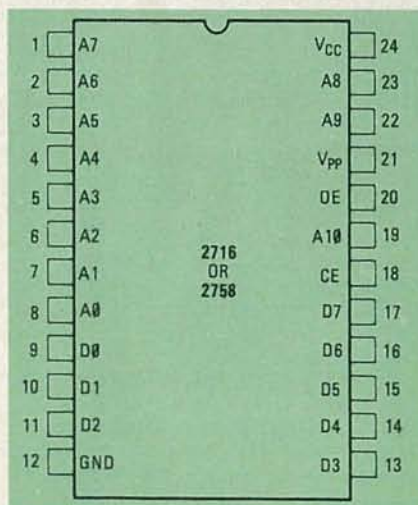 1 A7 VCC 24
2 A6 A8 23
3 A5 A9 22
4 A4 VPP 21
5 A3 OE 20
6 A2 A10 19
2716
OR
2758
7 A1 CE 18
8 A0 D7 17
9 D0 D6 16
10 D1 D5 15
11 D2 D4 14
12 GND D3 13